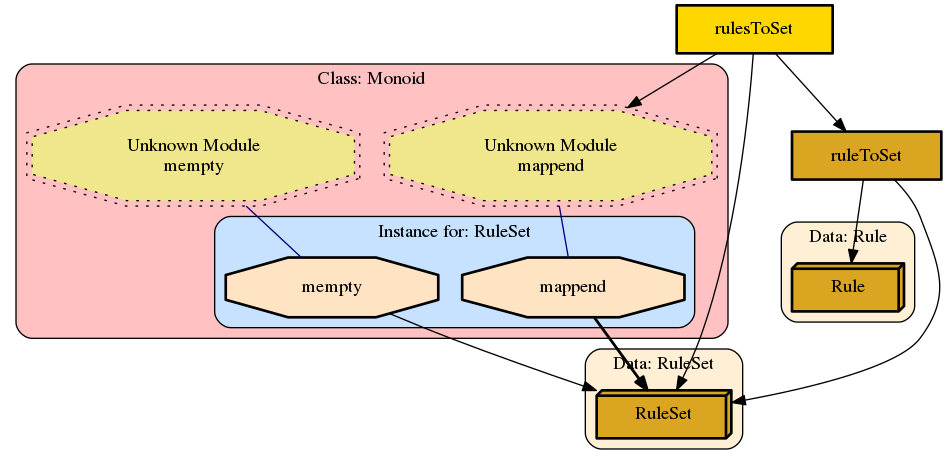 rulesToSet
Class: Monoid
Unknown Module
mempty
Unknown Module
mappend
ruleToSet
Instance for: RuleSet
Data: Rule
mempty
mappend
Rule
Data: RuleSet
RuleSet